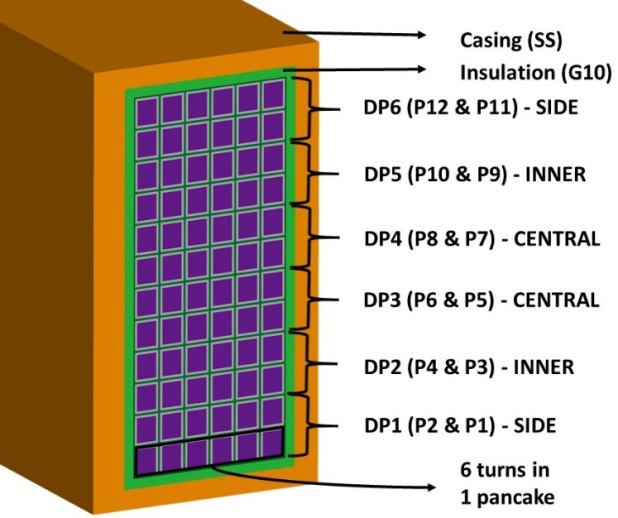 Casing (SS)
Insulation (G10)
DP6 (P12 & P11) - SIDE
DP5 (P10 & P9) - INNER
DP4 (P8 & P7) - CENTRAL
DP3 (P6 & P5) - CENTRAL
DP2 (P4 & P3) - INNER
DP1 (P2 & P1) - SIDE
6 turns in
1 pancake